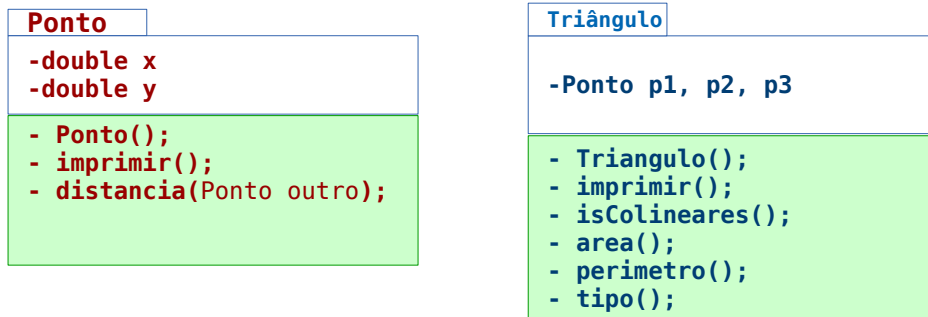 Ponto
-double x
-double y
- Ponto();
- imprimir();
- distancia(Ponto outro);
Triângulo
-Ponto p1, p2, p3
- Triangulo();
- imprimir();
- isColineares();
- area();
- perimetro();
- tipo();